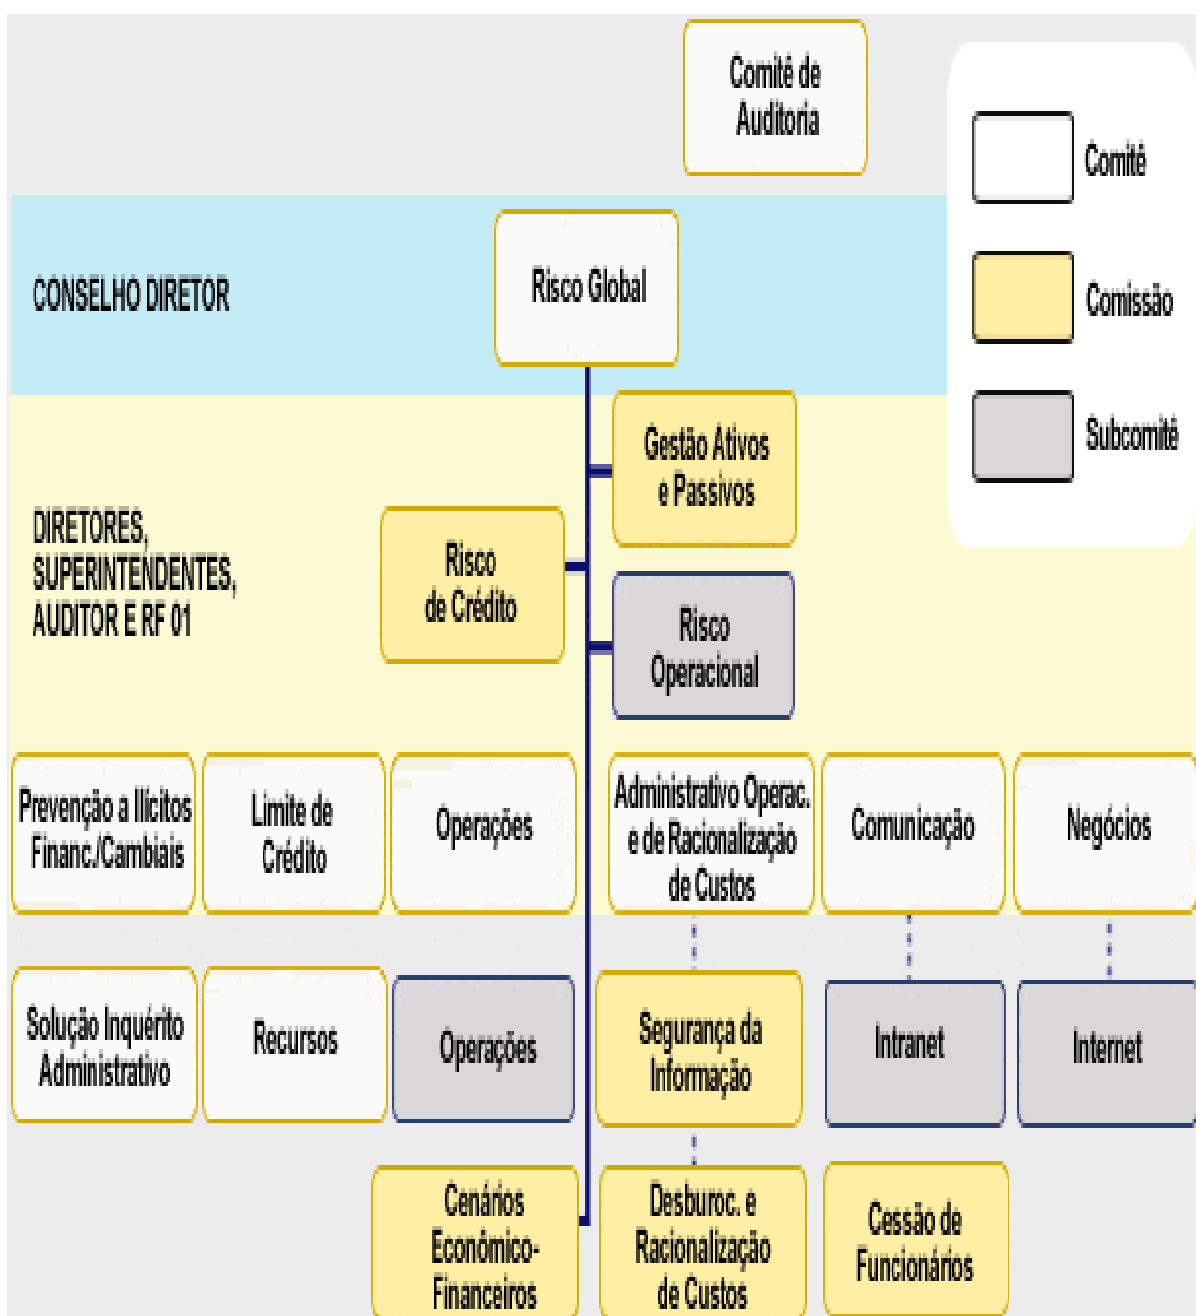 Comitê de
Auditoria
Comitê
Comissão
Subcomitê
CONSELHO DIRETOR
Risco Global
DIRETORES,
SUPERINTENDENTES,
AUDITOR E RF 01
Gestão Ativos
e Passivos
Risco
de Crédito
Risco
Operacional
Prevenção a Ilícitos
Financ./Cambiais
Limite de
Crédito
Operações
Administrativo Operac.
e de Racionalização
de Custos
Comunicação
Negócios
Solução Inquérito
Administrativo
Recursos
Operações
Segurança da
Informação
Intranet
Internet
Cenários
Econômico-
Financeiros
Desburoc. e
Racionalização
de Custos
Cessão de
Funcionários